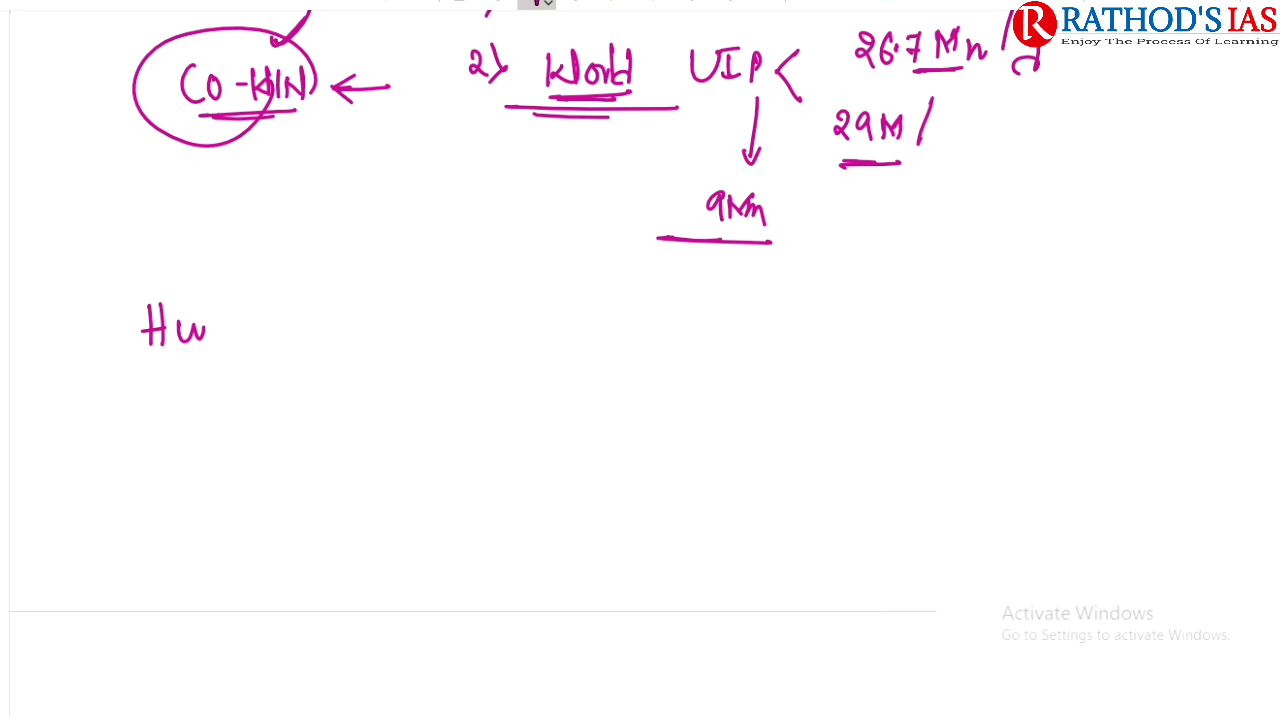 RATHOD'S IAS
Enjoy The Process Of Learning
26.7 Mn /d
Co-WIN ←
2) World UIP <
29M /
9Mn
Hw
Activate Windows
Go to Settings to activate Windows.